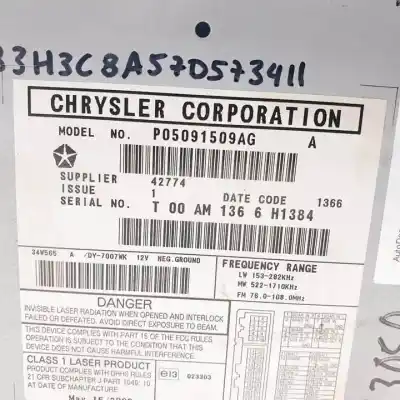 33H3C8A57D573411
CHRYSLER CORPORATION
MODEL NO. P05091509AG A
SUPPLIER 42774
ISSUE 1 DATE CODE 1366
SERIAL NO. T 00 AM 136 6 H1384
34W565 A /DY-7007WK 12V NEG.GROUND
FREQUENCY RANGE
LW 153-282KHz
MW 522-1710KHz
FM 76.0-108.0MHz
DANGER
INVISIBLE LASER RADIATION WHEN OPENED AND INTERLOCK
FAILED OR DEFEATED. AVOID DIRECT EXPOSURE TO BEAM.
THIS DEVICE COMPLIES WITH PART 15 OF THE FCC RULES
OPERATION IS SUBJECT TO THE CONDITION THAT THIS
DEVICE DOES NOT CAUSE HARMFUL INTERFERENCE.
CLASS 1 LASER PRODUCT
THIS PRODUCT COMPLIES WITH DHHS RULES
21 CFR SUBCHAPTER J PART 1040.10
AT DATE OF MANUFACTURE
e13 023303